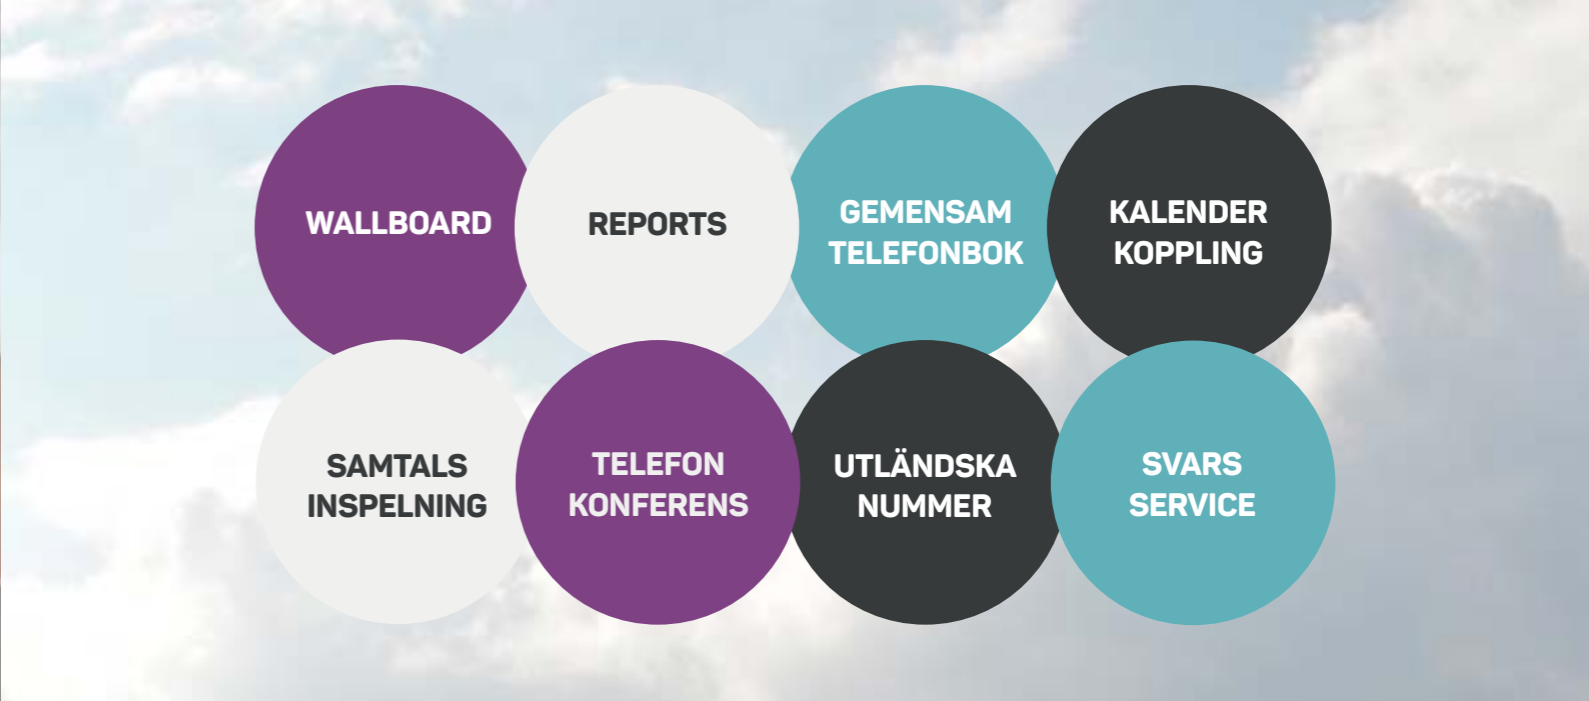 WALLBOARD
REPORTS
GEMENSAM
TELEFONBOK
KALENDER
KOPPLING
SAMTALS
INSPELNING
TELEFON
KONFERENS
UTLÄNDSKA
NUMMER
SVARS
SERVICE